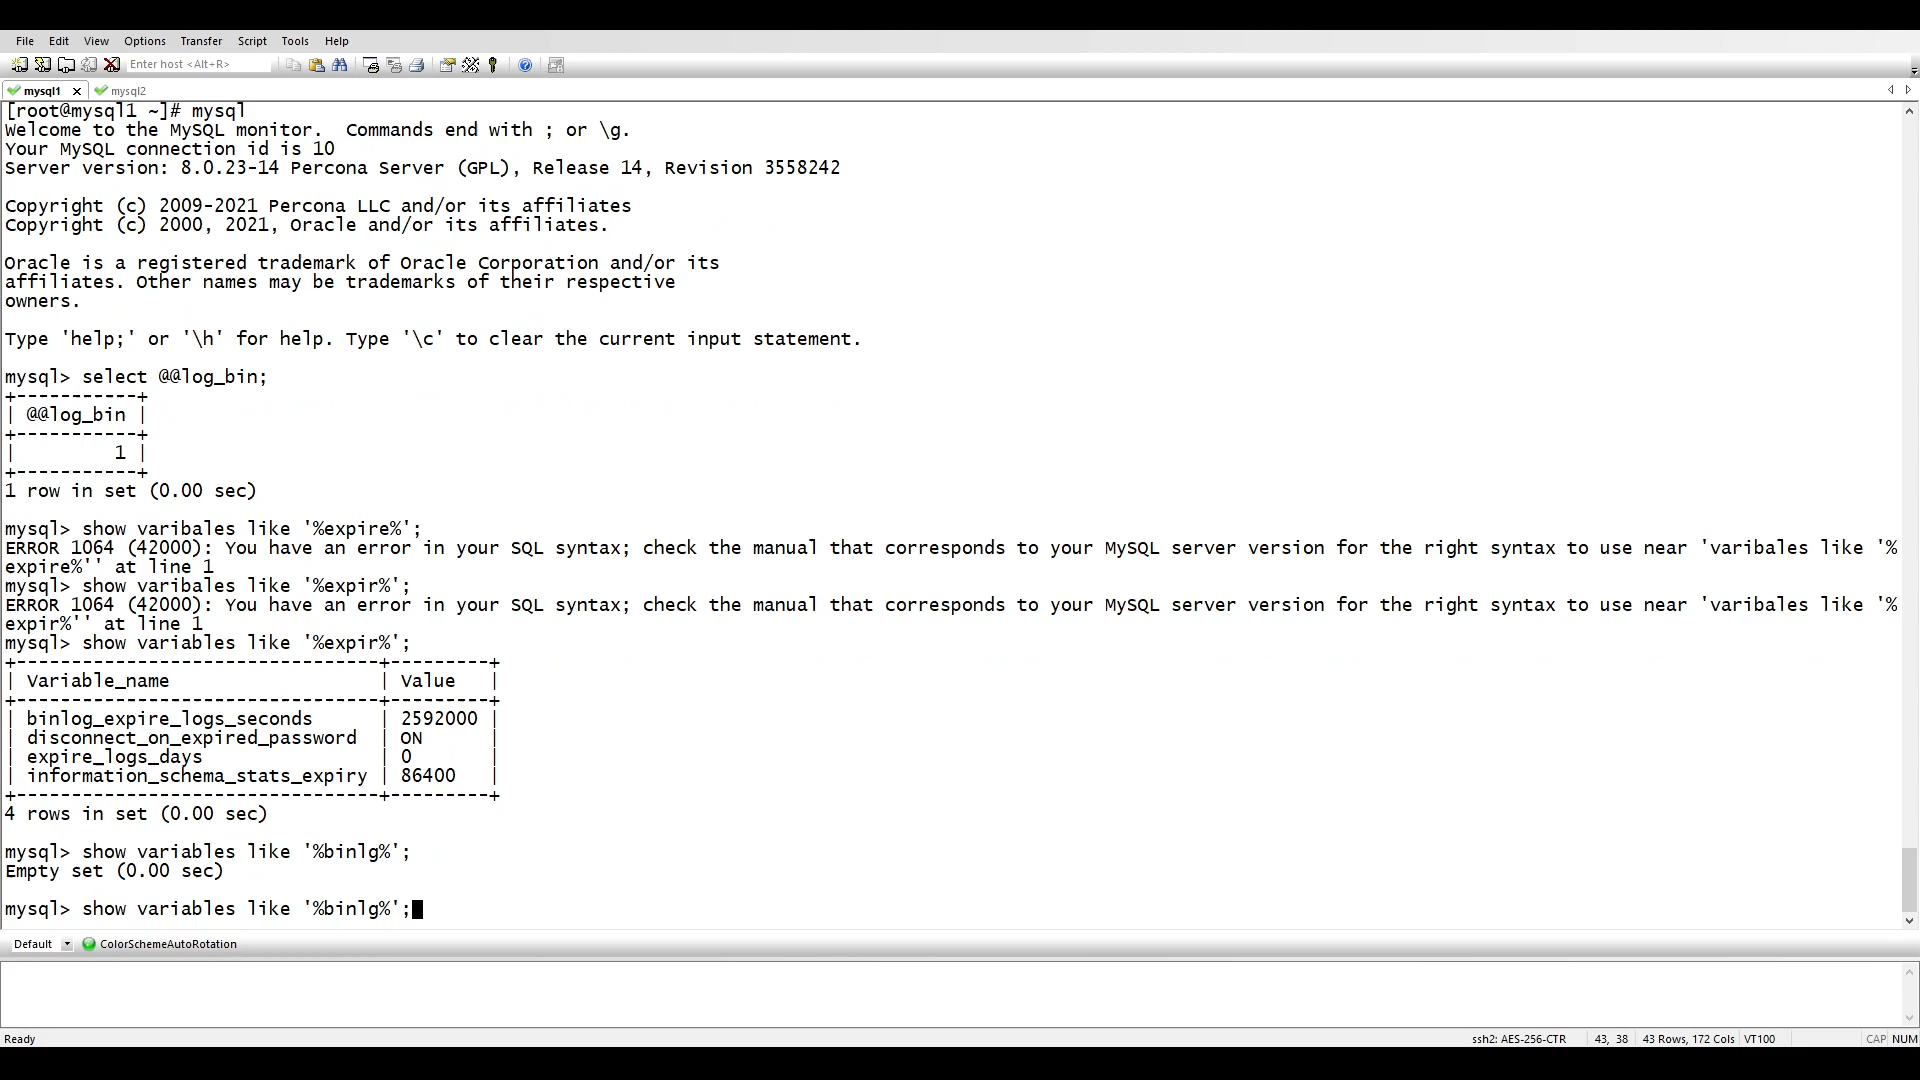 File Edit View Options Transfer Script Tools Help
Enter host <Alt+R>
mysql1 mysql2
[root@mysql1 ~]# mysql
Welcome to the MySQL monitor.  Commands end with ; or \g.
Your MySQL connection id is 10
Server version: 8.0.23-14 Percona Server (GPL), Release 14, Revision 3558242
Copyright (c) 2009-2021 Percona LLC and/or its affiliates
Copyright (c) 2000, 2021, Oracle and/or its affiliates.
Oracle is a registered trademark of Oracle Corporation and/or its
affiliates. Other names may be trademarks of their respective
owners.
Type 'help;' or '\h' for help. Type '\c' to clear the current input statement.
mysql> select @@log_bin;
+-----------+
| @@log_bin |
+-----------+
|         1 |
+-----------+
1 row in set (0.00 sec)
mysql> show varibales like '%expire%';
ERROR 1064 (42000): You have an error in your SQL syntax; check the manual that corresponds to your MySQL server version for the right syntax to use near 'varibales like '%
expire%'' at line 1
mysql> show varibales like '%expir%';
ERROR 1064 (42000): You have an error in your SQL syntax; check the manual that corresponds to your MySQL server version for the right syntax to use near 'varibales like '%
expir%'' at line 1
mysql> show variables like '%expir%';
+---------------------------------+---------+
| Variable_name                   | Value   |
+---------------------------------+---------+
| binlog_expire_logs_seconds      | 2592000 |
| disconnect_on_expired_password  | ON      |
| expire_logs_days                | 0       |
| information_schema_stats_expiry | 86400   |
+---------------------------------+---------+
4 rows in set (0.00 sec)
mysql> show variables like '%binlg%';
Empty set (0.00 sec)
mysql> show variables like '%binlg%';
Default ColorSchemeAutoRotation
Ready ssh2: AES-256-CTR 43, 38 43 Rows, 172 Cols VT100 CAP NUM